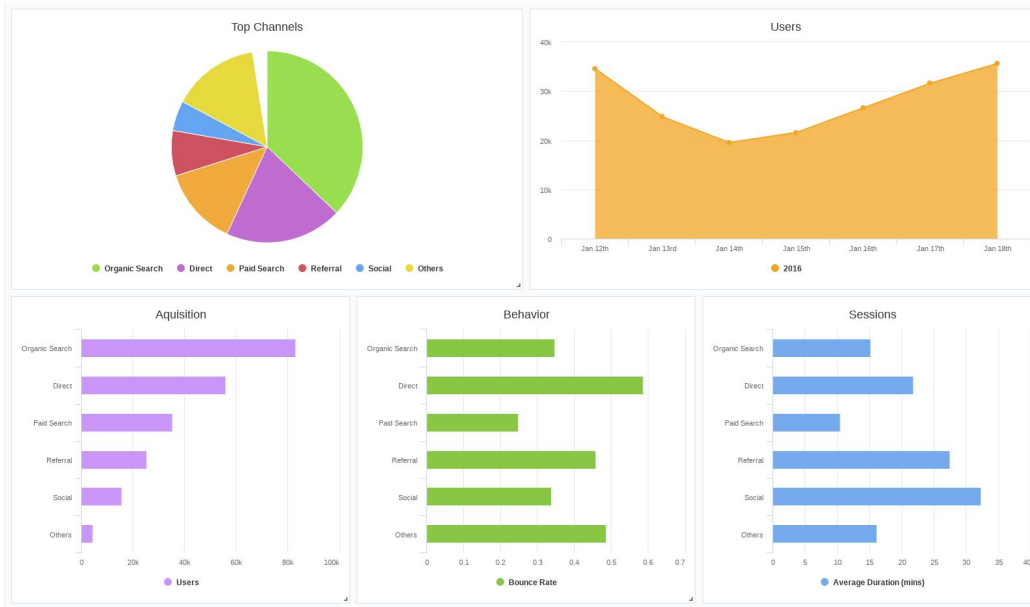 Top Channels
Organic Search Direct Paid Search Referral Social Others
Users
40k
30k
20k
10k
0
Jan 12th Jan 13rd Jan 14th Jan 15th Jan 16th Jan 17th Jan 18th
2016
Aquisition
Organic Search
Direct
Paid Search
Referral
Social
Others
0 20k 40k 60k 80k 100k
Users
Behavior
Organic Search
Direct
Paid Search
Referral
Social
Others
0 0.1 0.2 0.3 0.4 0.5 0.6 0.7
Bounce Rate
Sessions
Organic Search
Direct
Paid Search
Referral
Social
Others
0 5 10 15 20 25 30 35
Average Duration (mins)